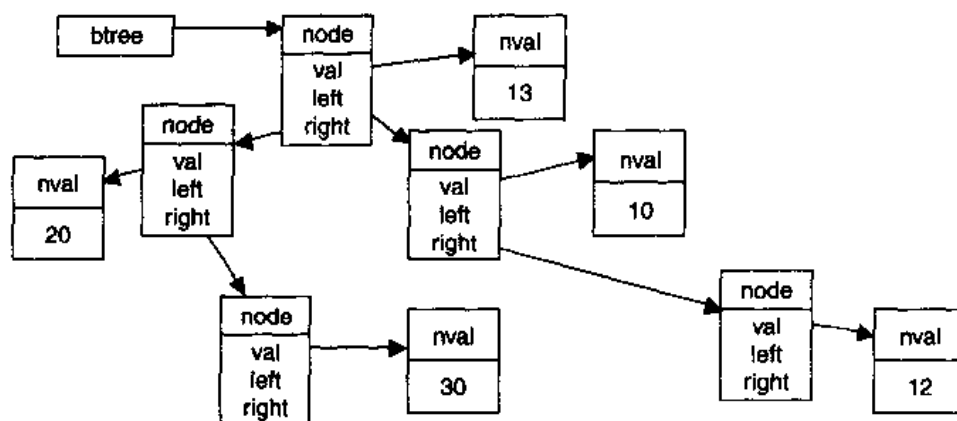 btree
node
val
left
right
nval
13
node
val
left
right
nval
20
node
val
left
right
nval
10
node
val
left
right
nval
30
node
val
left
right
nval
12